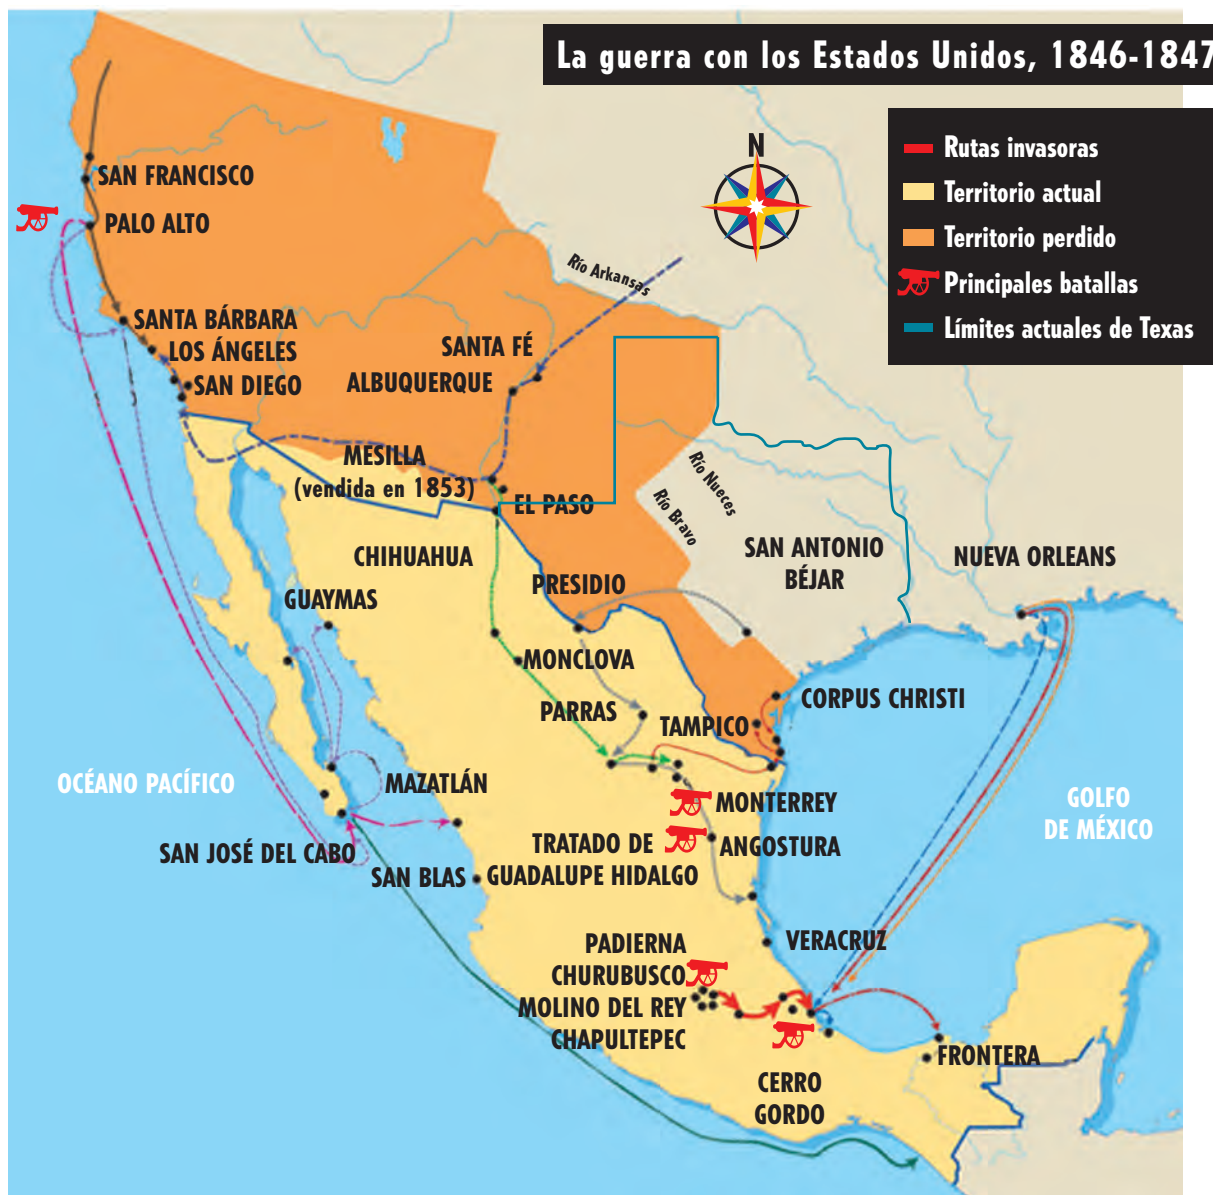 La guerra con los Estados Unidos, 1846-1847
N
Rutas invasoras
Territorio actual
Territorio perdido
Principales batallas
Límites actuales de Texas
SAN FRANCISCO
PALO ALTO
Río Arkansas
SANTA BÁRBARA
LOS ÁNGELES
SAN DIEGO
SANTA FÉ
ALBUQUERQUE
MESILLA
(vendida en 1853)
EL PASO
Río Nueces
Río Bravo
CHIHUAHUA
SAN ANTONIO
BÉJAR
NUEVA ORLEANS
PRESIDIO
GUAYMAS
MONCLOVA
PARRAS
TAMPICO
CORPUS CHRISTI
OCÉANO PACÍFICO
MAZATLÁN
MONTERREY
GOLFO
DE MÉXICO
SAN JOSÉ DEL CABO
TRATADO DE
GUADALUPE HIDALGO
ANGOSTURA
SAN BLAS
VERACRUZ
PADIERNA
CHURUBUSCO
MOLINO DEL REY
CHAPULTEPEC
FRONTERA
CERRO
GORDO